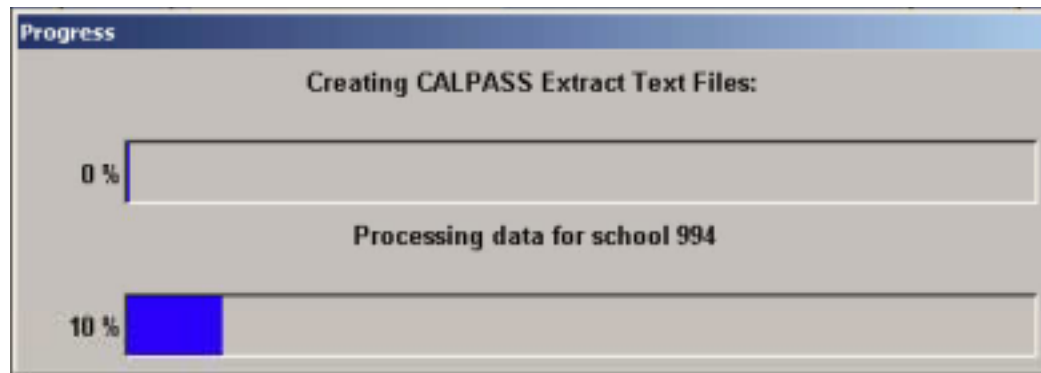 Progress
Creating CALPASS Extract Text Files:
0 %
Processing data for school 994
10 %